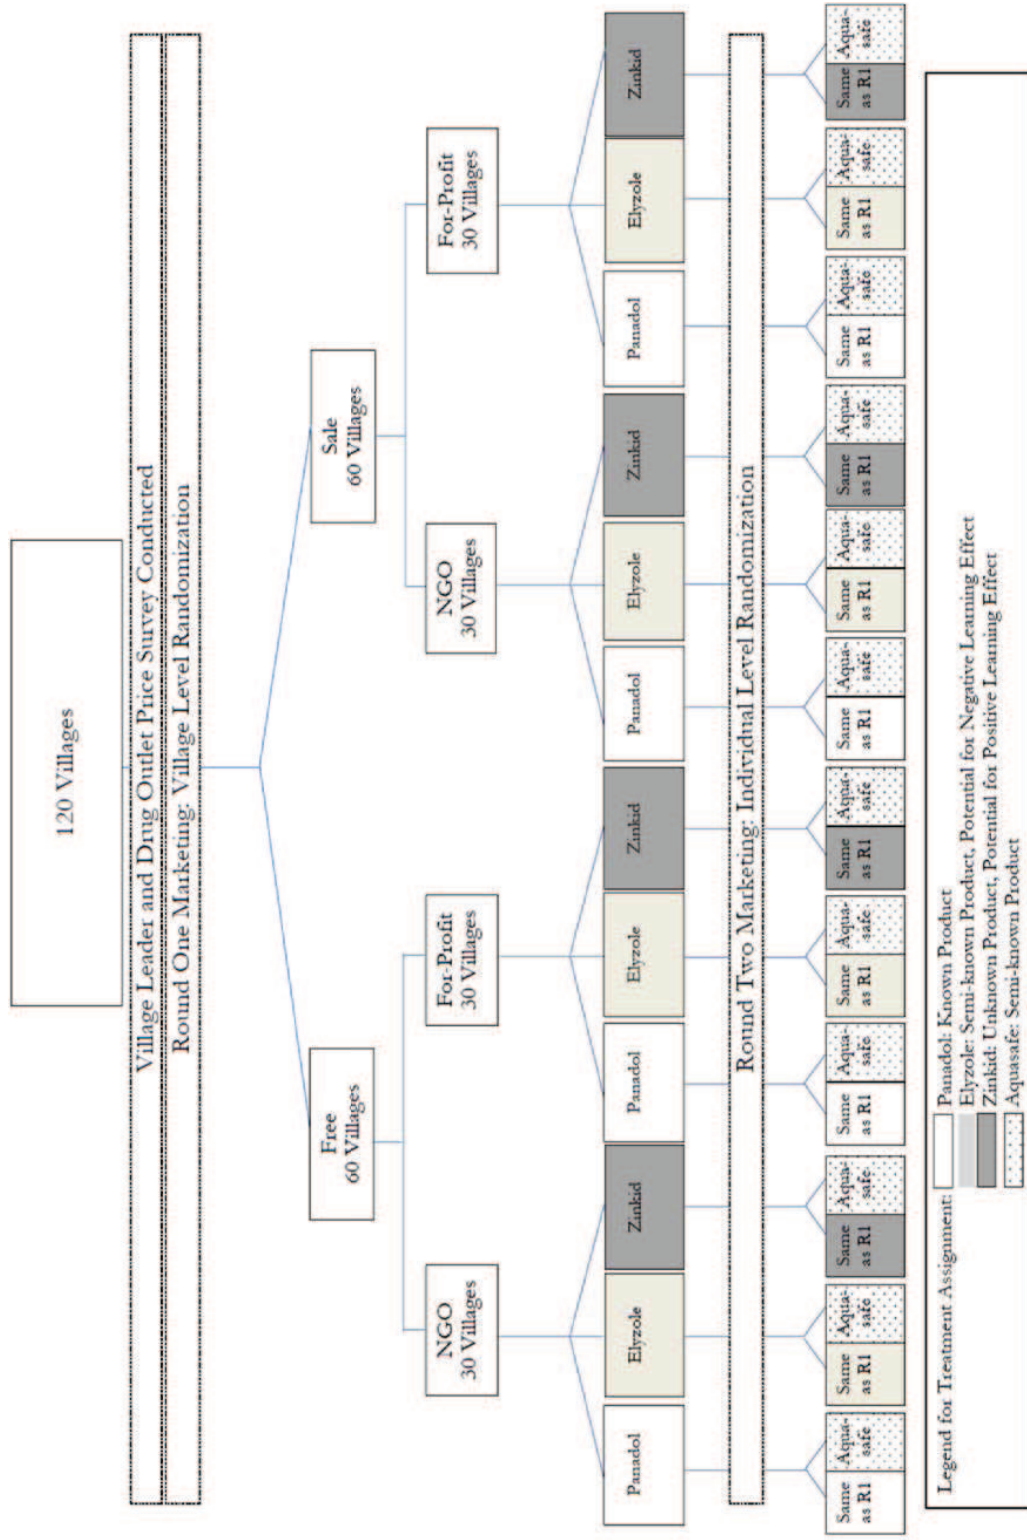 120 Villages
Village Leader and Drug Outlet Price Survey Conducted
Round One Marketing: Village Level Randomization
Free
60 Villages
Sale
60 Villages
NGO
30 Villages
For-Profit
30 Villages
NGO
30 Villages
For-Profit
30 Villages
Panadol
Elyzole
Zinkid
Panadol
Elyzole
Zinkid
Panadol
Elyzole
Zinkid
Panadol
Elyzole
Zinkid
Round Two Marketing: Individual Level Randomization
Same
as R1
Aqua-
safe
Same
as R1
Aqua-
safe
Same
as R1
Aqua-
safe
Same
as R1
Aqua-
safe
Same
as R1
Aqua-
safe
Same
as R1
Aqua-
safe
Same
as R1
Aqua-
safe
Same
as R1
Aqua-
safe
Same
as R1
Aqua-
safe
Same
as R1
Aqua-
safe
Same
as R1
Aqua-
safe
Same
as R1
Aqua-
safe
Legend for Treatment Assignment: Panadol: Known Product
Elyzole: Semi-known Product, Potential for Negative Learning Effect
Zinkid: Unknown Product, Potential for Positive Learning Effect
Aquasafe: Semi-known Product